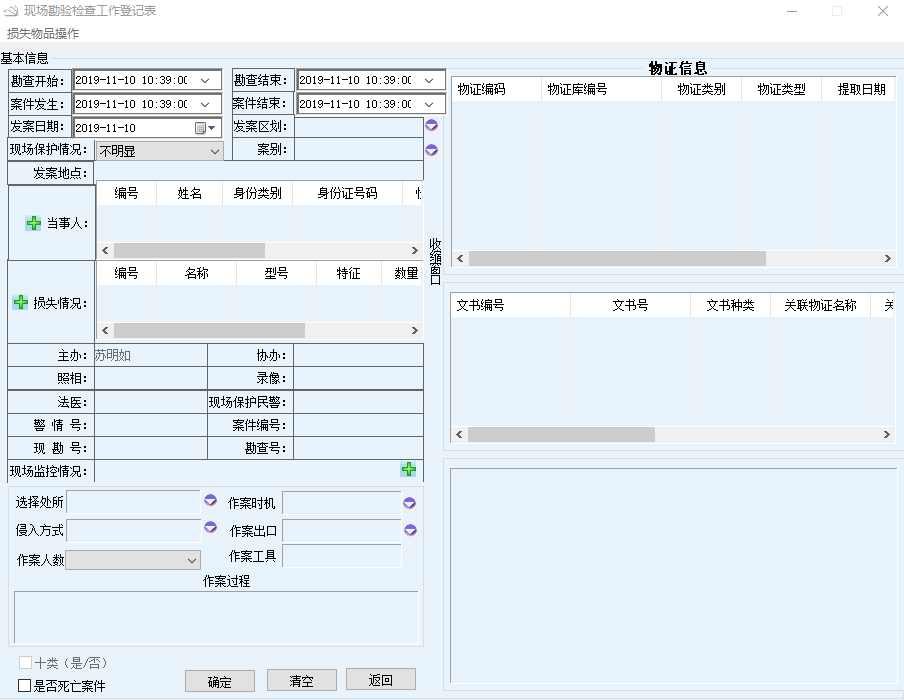 现场勘验检查工作登记表
损失物品操作
基本信息
勘查开始： 2019-11-10 10:39:00 勘查结束： 2019-11-10 10:39:00
案件发生： 2019-11-10 10:39:00 案件结束： 2019-11-10 10:39:00
发案日期： 2019-11-10 发案区划：
现场保护情况： 不明显 案别：
发案地点：
编号 姓名 身份类别 身份证号码
当事人：
编号 名称 型号 特征 数量
损失情况：
主办： 苏明如 协办：
照相： 录像：
法医： 现场保护民警：
警 情 号： 案件编号：
现 勘 号： 勘查号：
现场监控情况：
选择处所 作案时机
侵入方式 作案出口
作案人数 作案工具
作案过程
十类（是/否）
是否死亡案件
确定 清空 返回
收缩窗口
物证信息
物证编码 物证库编号 物证类别 物证类型 提取日期
文书编号 文书号 文书种类 关联物证名称 关